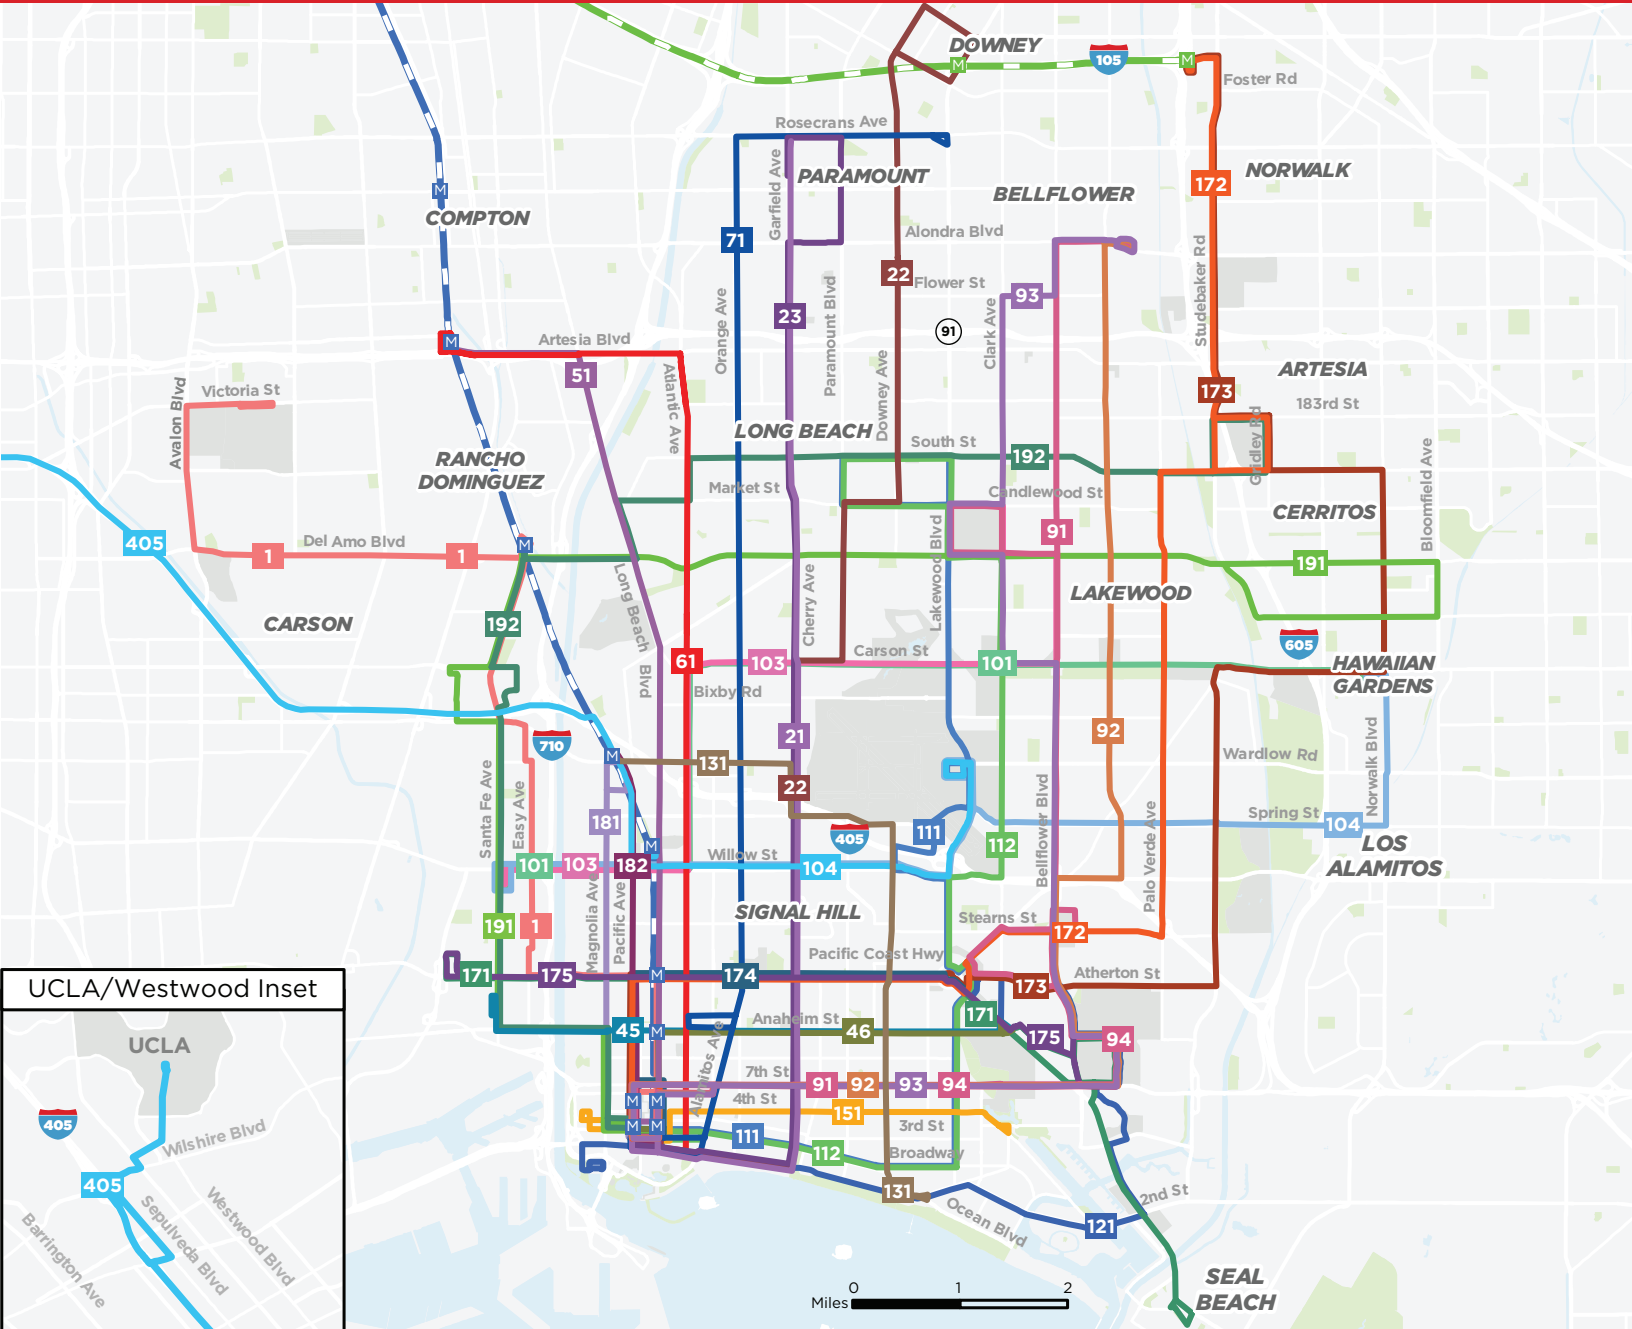 DOWNEY
M
105
M
Foster Rd
Rosecrans Ave
Garfield Ave
PARAMOUNT
NORWALK
172
BELLFLOWER
M
COMPTON
71
Alondra Blvd
Studebaker Rd
22
Flower St
93
23
Orange Ave
Paramount Blvd
Clark Ave
91
M
Artesia Blvd
51
Atlantic Ave
Downey Ave
ARTESIA
173
183rd St
Victoria St
Avalon Blvd
LONG BEACH
South St
192
Gridley Rd
Bloomfield Ave
RANCHO
DOMINGUEZ
Market St
Candlewood St
CERRITOS
405
1
Del Amo Blvd
1
M
91
191
Long Beach Blvd
Cherry Ave
Lakewood Blvd
LAKEWOOD
192
CARSON
605
61
103
Carson St
101
HAWAIIAN
GARDENS
Bixby Rd
21
92
710
M
131
22
Wardlow Rd
Norwalk Blvd
Santa Fe Ave
Easy Ave
181
405
111
112
Bellflower Blvd
Palo Verde Ave
Spring St
104
LOS
ALAMITOS
M
101
103
182
Willow St
104
Magnolia Ave
Pacific Ave
191
1
SIGNAL HILL
Stearns St
172
Pacific Coast Hwy
171
175
M
174
173
Atherton St
171
45
M
Anaheim St
46
175
94
Alamitos Ave
7th St
91
92
93
94
M
M
4th St
151
M
M
111
3rd St
112
Broadway
131
Ocean Blvd
121
2nd St
SEAL
BEACH
0
1
2
Miles
UCLA/Westwood Inset
UCLA
405
Wilshire Blvd
405
Sepulveda Blvd
Westwood Blvd
Barrington Ave